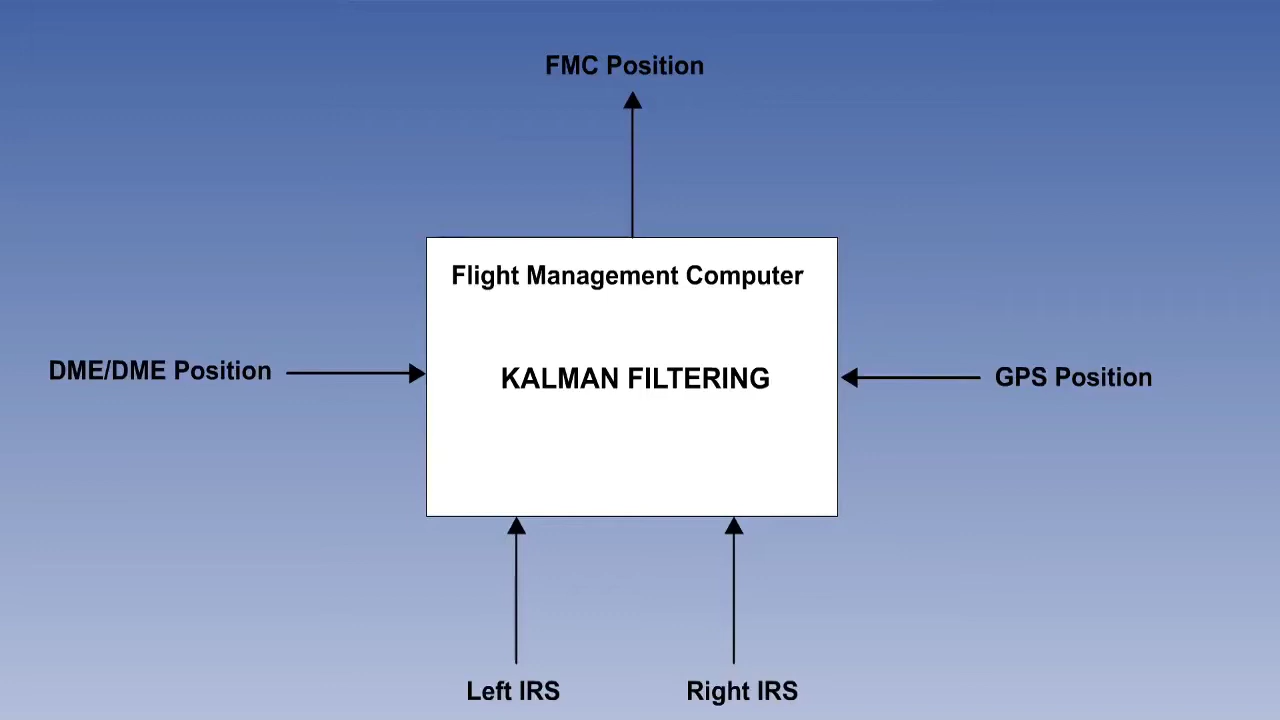 FMC Position
Flight Management Computer
DME/DME Position
KALMAN FILTERING
GPS Position
Left IRS
Right IRS